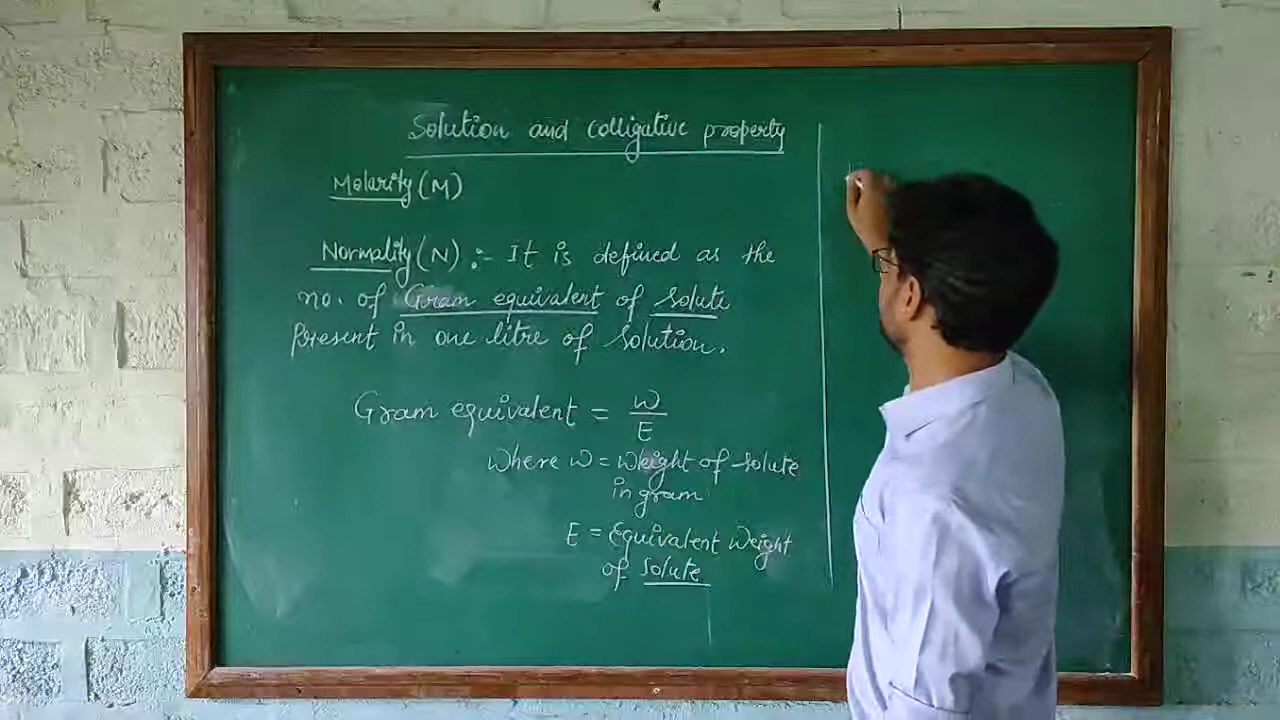 Solution and colligative property
Molarity (M)
Normality (N) :- It is defined as the
no. of Gram equivalent of solute
present in one litre of solution.
Gram equivalent = w/E
where w = weight of solute
in gram
E = Equivalent weight
of solute